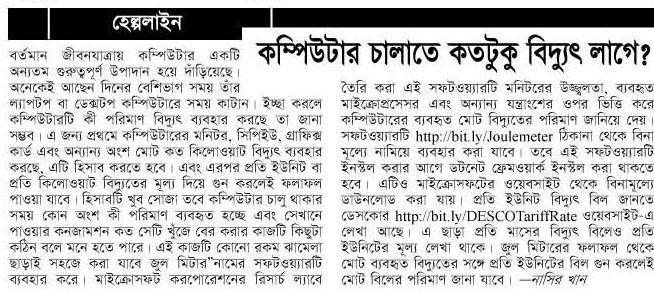 হেল্পলাইন
কম্পিউটার চালাতে কতটুকু বিদ্যুৎ লাগে?
বর্তমান জীবনযাত্রায় কম্পিউটার একটি
অন্যতম গুরুত্বপূর্ণ উপাদান হয়ে দাঁড়িয়েছে।
অনেকেই আছেন দিনের বেশিভাগ সময় তাঁর
ল্যাপটপ বা ডেক্সটপ কম্পিউটারে সময় কাটান। ইচ্ছা করলে
কম্পিউটারটি কী পরিমাণ বিদ্যুৎ ব্যবহার করছে তা জানা
সম্ভব। এ জন্য প্রথমে কম্পিউটারের মনিটর, সিপিইউ, গ্রাফিক্স
কার্ড এবং অন্যান্য অংশ মোট কত কিলোওয়াট বিদ্যুৎ ব্যবহার
করছে, এটি হিসাব করতে হবে। এবং এরপর প্রতি ইউনিট বা
প্রতি কিলোওয়াট বিদ্যুতের মূল্য দিয়ে গুন করলেই ফলাফল
পাওয়া যাবে। হিসাবটি খুব সোজা তবে কম্পিউটার চালু থাকার
সময় কোন অংশ কী পরিমাণ ব্যবহৃত হচ্ছে এবং সেখানে
পাওয়ার কনজামশন কত সেটি খুঁজে বের করার কাজটি কিছুটা
কঠিন বলে মনে হতে পারে। এই কাজটি কোনো রকম ঝামেলা
ছাড়াই সহজে করা যাবে জুল মিটার”নামের সফটওয়্যারটি
ব্যবহার করে। মাইক্রোসফট করপোরেশনের রিসার্চ ল্যাবে
তৈরি করা এই সফটওয়্যারটি মনিটরের উজ্জ্বলতা, ব্যবহৃত
মাইক্রোপ্রসেসর এবং অন্যান্য যন্ত্রাংশের ওপর ভিত্তি করে
কম্পিউটারের ব্যবহৃত মোট বিদ্যুতের পরিমাণ জানিয়ে দেয়।
সফটওয়্যারটি http://bit.ly/Joulemeter ঠিকানা থেকে বিনা
মূল্যে নামিয়ে ব্যবহার করা যাবে। তবে এই সফটওয়্যারটি
ইনস্টল করার আগে ডটনেট ফ্রেমওয়ার্ক ইনস্টল করা থাকতে
হবে। এটিও মাইক্রোসফটের ওয়েবসাইট থেকে বিনামূল্যে
ডাউনলোড করা যায়। প্রতি ইউনিট বিদ্যুৎ বিল জানতে
ডেসকোর http://bit.ly/DESCOTariffRate ওয়েবসাইট-এ
লেখা আছে। এ ছাড়া প্রতি মাসের বিদ্যুৎ বিলেও প্রতি
ইউনিটের মূল্য লেখা থাকে। জুল মিটারের ফলাফল থেকে
মোট ব্যবহৃত বিদ্যুতের সঙ্গে প্রতি ইউনিটের বিল গুন করলেই
মোট বিলের পরিমাণ জানা যাবে। —নাসির খান